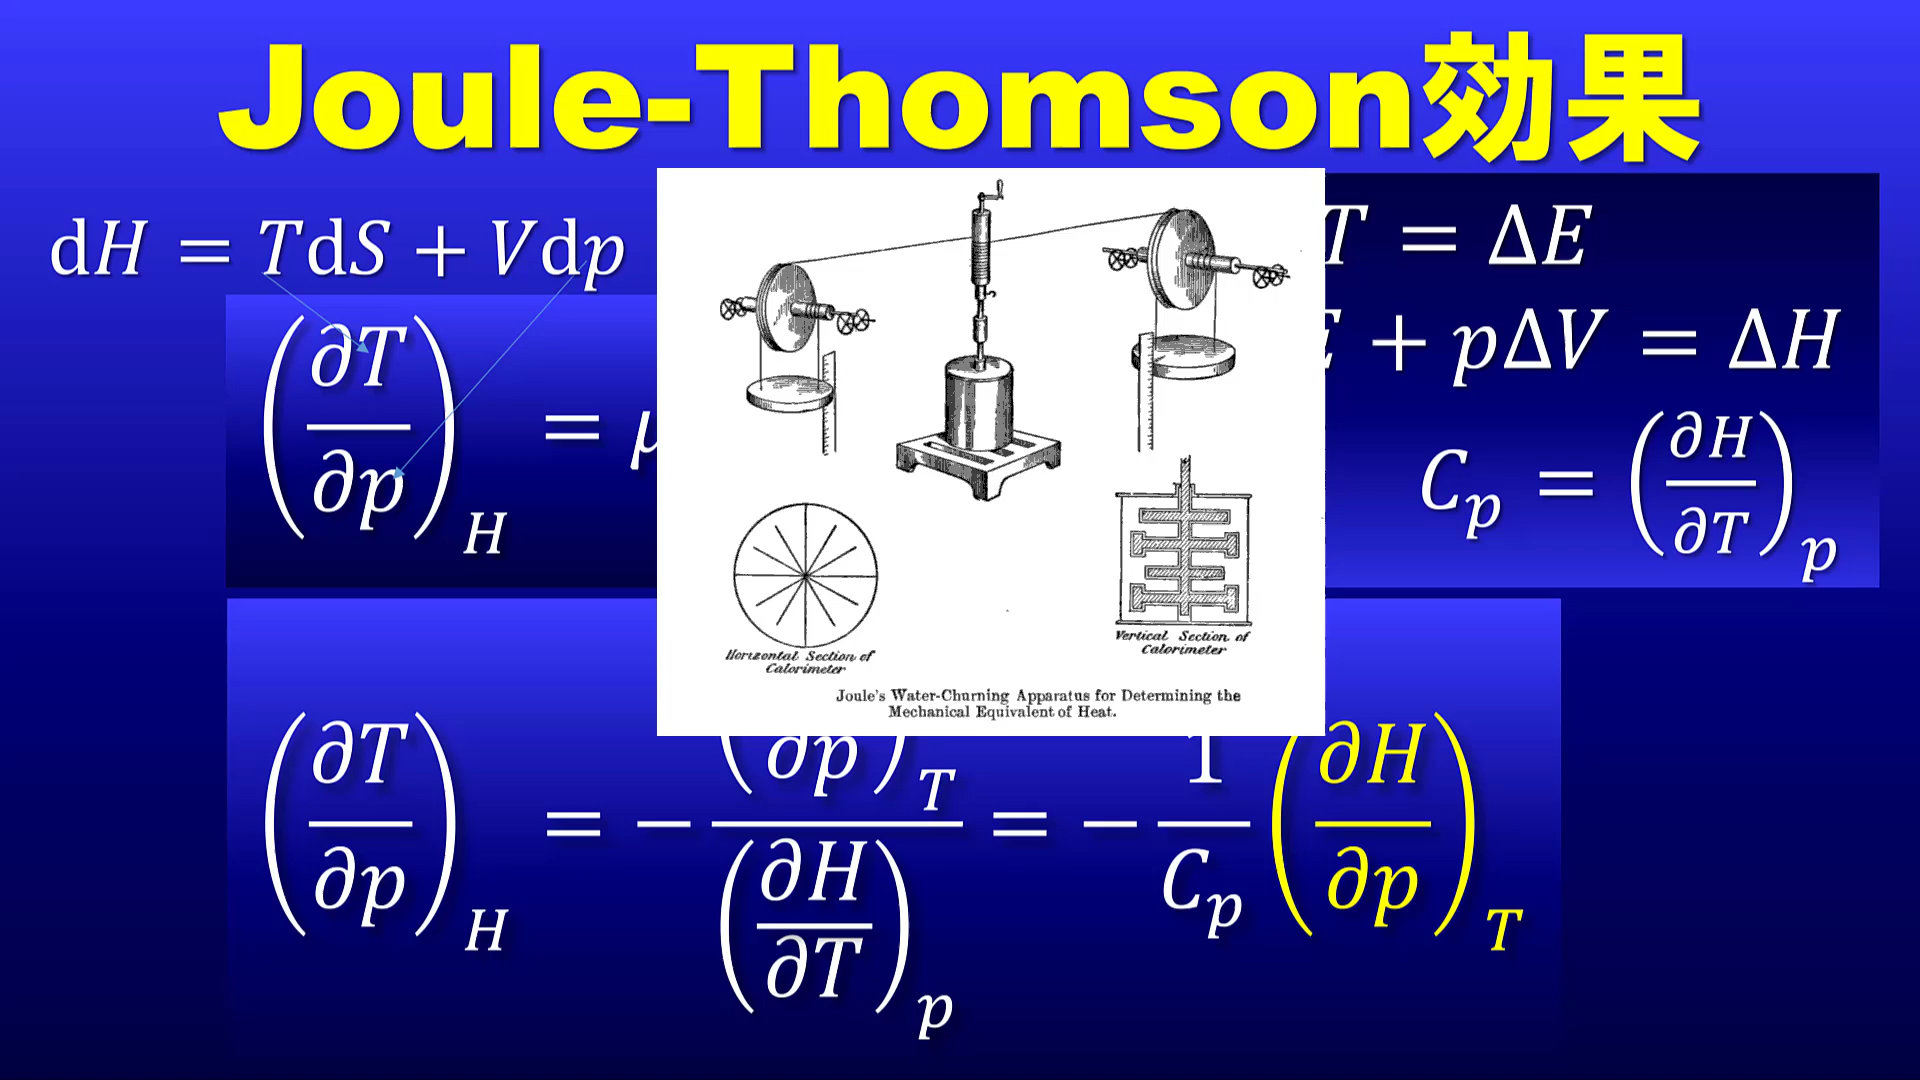 Joule-Thomson効果
dH = TdS + Vdp
(∂T/∂p)_H = μ
T = ΔE
E + pΔV = ΔH
C_p = (∂H/∂T)_p
Horizontal Section of
Calorimeter
Vertical Section of
Calorimeter
Joule's Water-Churning Apparatus for Determining the
Mechanical Equivalent of Heat.
(∂T/∂p)_H = − (∂p)_T / (∂H/∂T)_p = − 1/C_p (∂H/∂p)_T